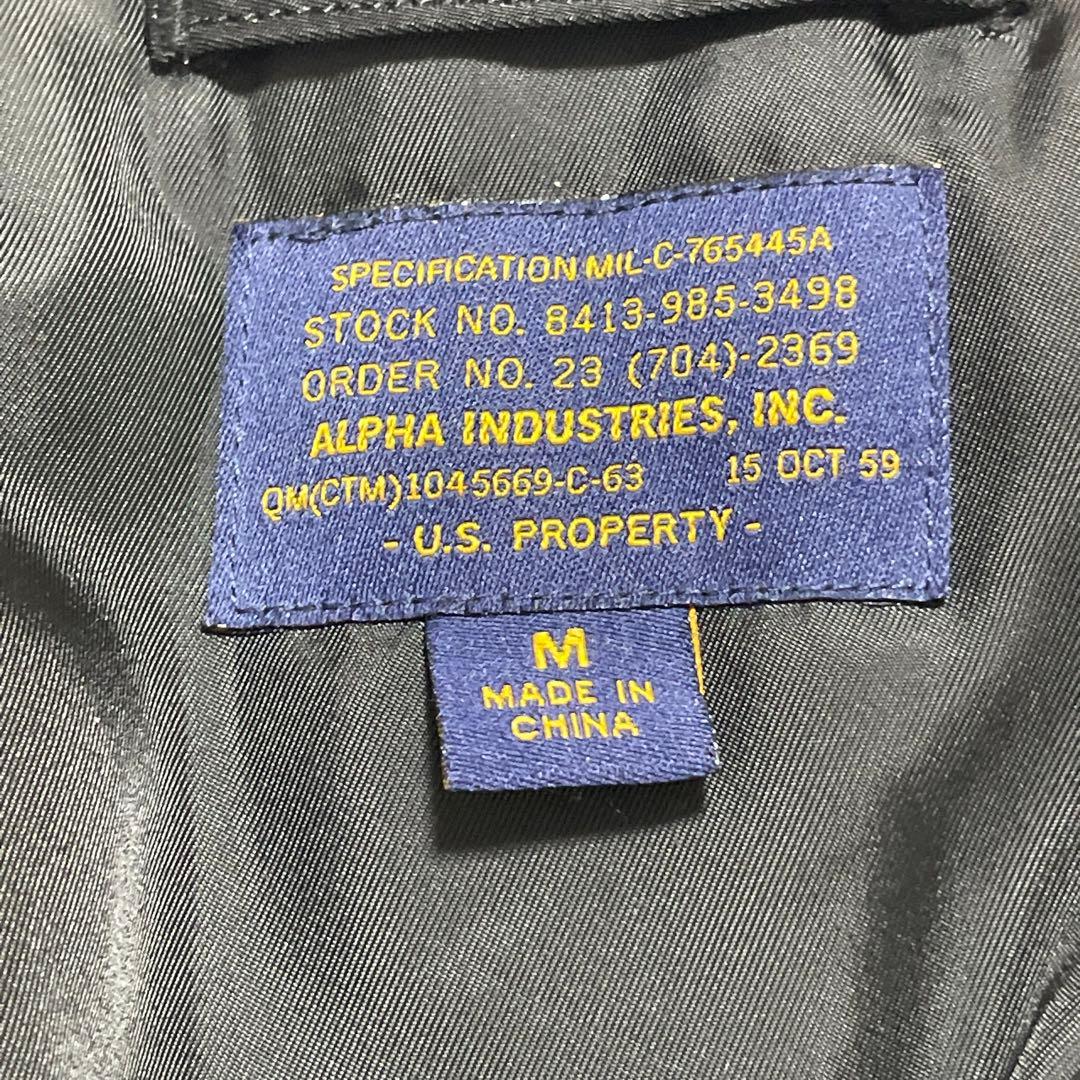 SPECIFICATION MIL-C-765445A
STOCK NO. 8413-985-3498
ORDER NO. 23 (704)-2369
ALPHA INDUSTRIES, INC.
QM(CTM)1045669-C-63 15 OCT 59
- U.S. PROPERTY -
M
MADE IN
CHINA